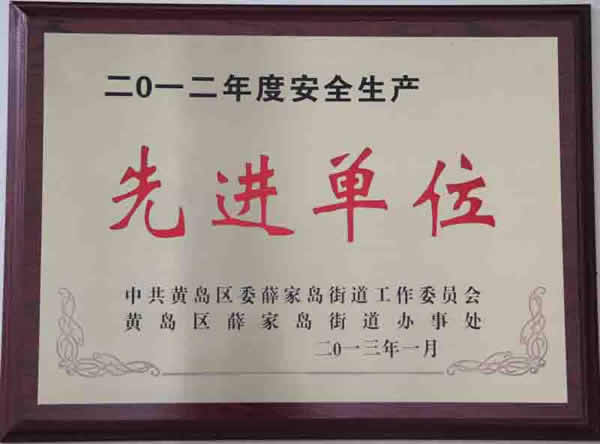 二0一二年度安全生产
先进单位
中共黄岛区委薛家岛街道工作委员会
黄岛区薛家岛街道办事处
二0一三年一月